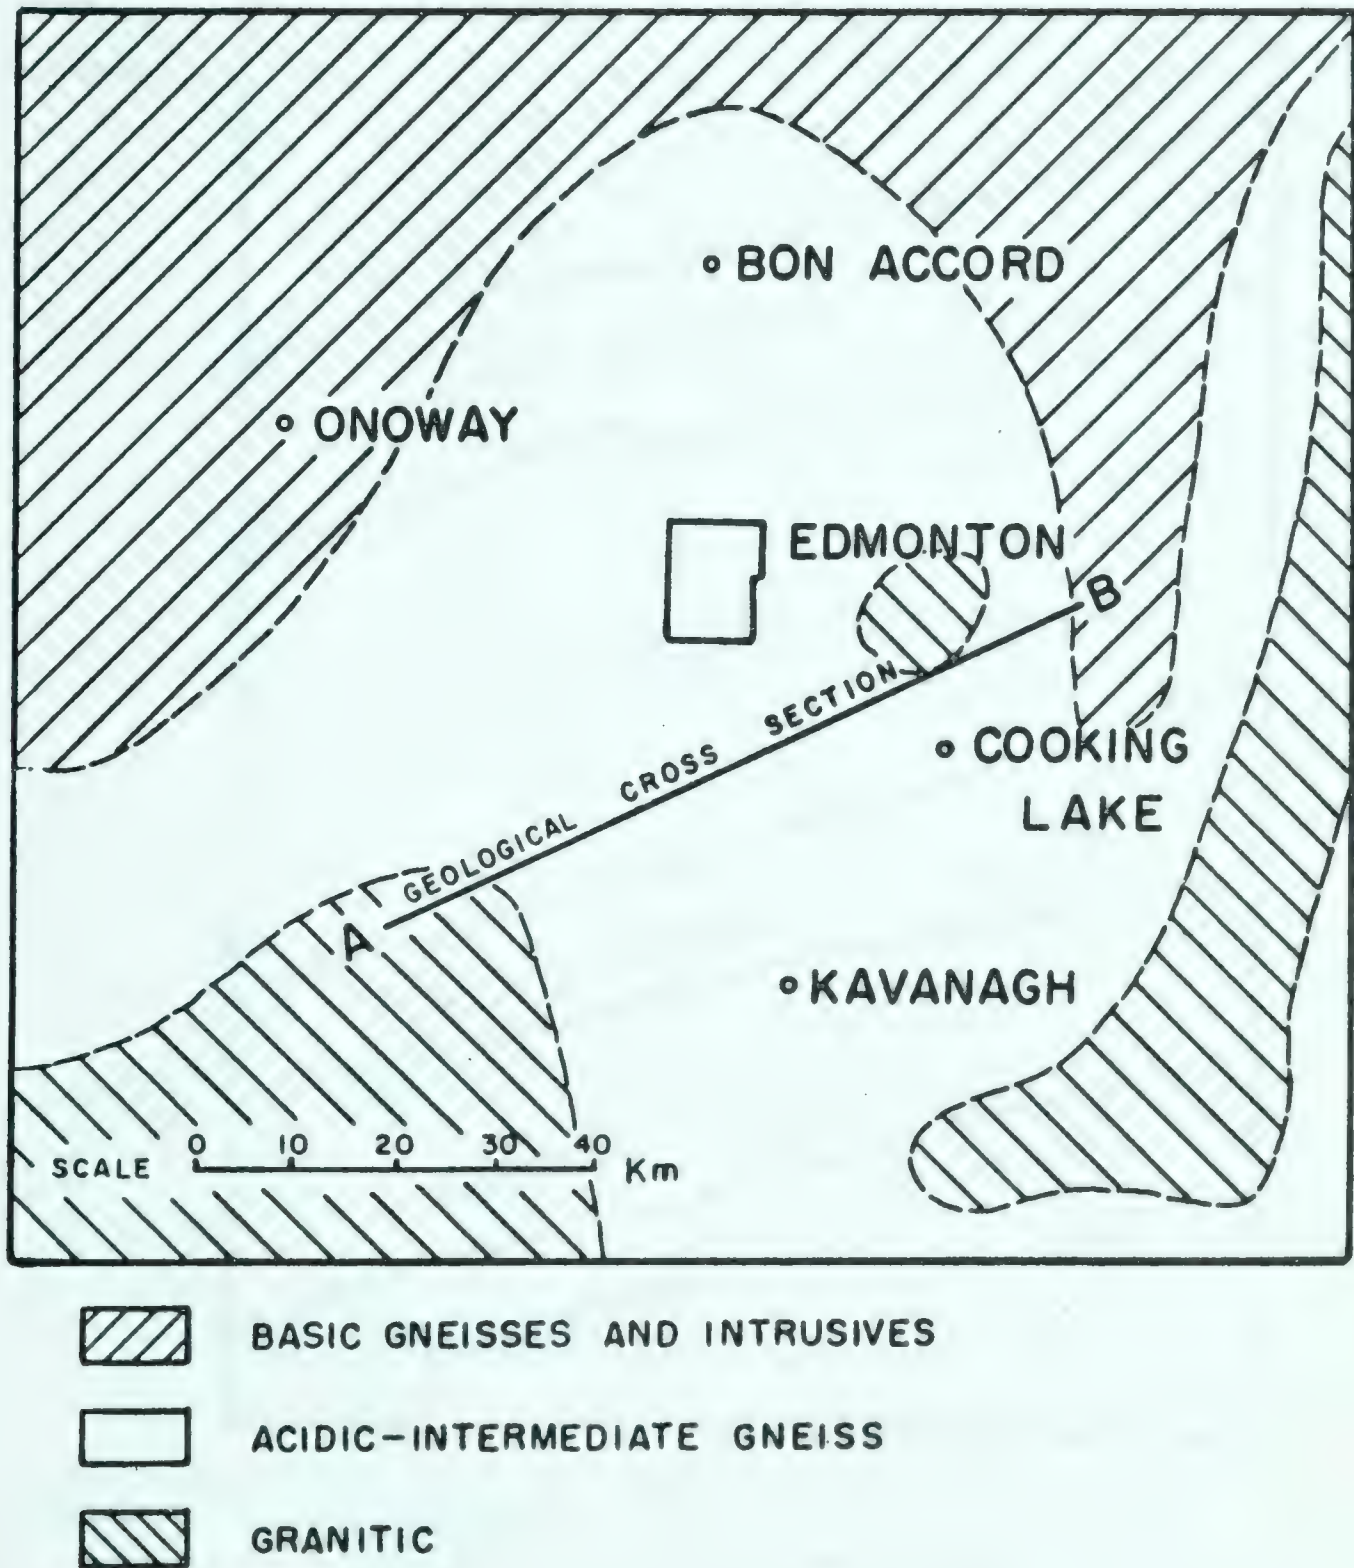 BON ACCORD
ONOWAY
EDMONTON
B
GEOLOGICAL CROSS SECTION
COOKING
LAKE
A
KAVANAGH
0 10 20 30 40
SCALE Km
BASIC GNEISSES AND INTRUSIVES
ACIDIC-INTERMEDIATE GNEISS
GRANITIC